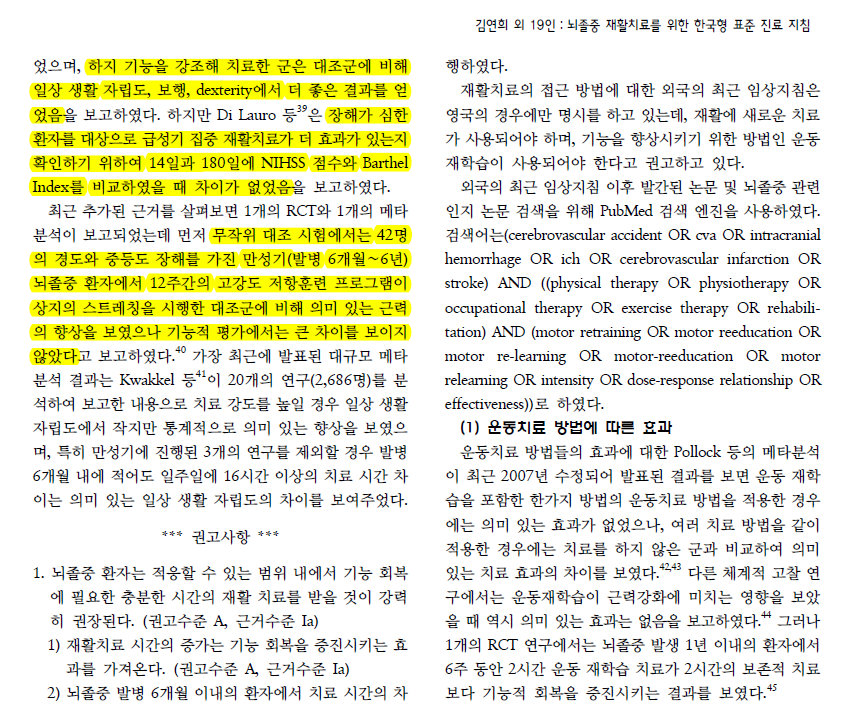 김연희 외 19인 : 뇌졸중 재활치료를 위한 한국형 표준 진료 지침
었으며, 하지 기능을 강조해 치료한 군은 대조군에 비해
일상 생활 자립도, 보행, dexterity에서 더 좋은 결과를 얻
었음을 보고하였다. 하지만 Di Lauro 등39은 장해가 심한
환자를 대상으로 급성기 집중 재활치료가 더 효과가 있는지
확인하기 위하여 14일과 180일에 NIHSS 점수와 Barthel
Index를 비교하였을 때 차이가 없었음을 보고하였다.
최근 추가된 근거를 살펴보면 1개의 RCT와 1개의 메타
분석이 보고되었는데 먼저 무작위 대조 시험에서는 42명
의 경도와 중등도 장해를 가진 만성기(발병 6개월~6년)
뇌졸중 환자에서 12주간의 고강도 저항훈련 프로그램이
상지의 스트레칭을 시행한 대조군에 비해 의미 있는 근력
의 향상을 보였으나 기능적 평가에서는 큰 차이를 보이지
않았다고 보고하였다.40 가장 최근에 발표된 대규모 메타
분석 결과는 Kwakkel 등41이 20개의 연구(2,686명)를 분
석하여 보고한 내용으로 치료 강도를 높일 경우 일상 생활
자립도에서 작지만 통계적으로 의미 있는 향상을 보였으
며, 특히 만성기에 진행된 3개의 연구를 제외할 경우 발병
6개월 내에 적어도 일주일에 16시간 이상의 치료 시간 차
이는 의미 있는 일상 생활 자립도의 차이를 보여주었다.
*** 권고사항 ***
1. 뇌졸중 환자는 적응할 수 있는 범위 내에서 기능 회복
에 필요한 충분한 시간의 재활 치료를 받을 것이 강력
히 권장된다. (권고수준 A, 근거수준 Ia)
1) 재활치료 시간의 증가는 기능 회복을 증진시키는 효
과를 가져온다. (권고수준 A, 근거수준 Ia)
2) 뇌졸중 발병 6개월 이내의 환자에서 치료 시간의 차
행하였다.
재활치료의 접근 방법에 대한 외국의 최근 임상지침은
영국의 경우에만 명시를 하고 있는데, 재활에 새로운 치료
가 사용되어야 하며, 기능을 향상시키기 위한 방법인 운동
재학습이 사용되어야 한다고 권고하고 있다.
외국의 최근 임상지침 이후 발간된 논문 및 뇌졸중 관련
인지 논문 검색을 위해 PubMed 검색 엔진을 사용하였다.
검색어는(cerebrovascular accident OR cva OR intracranial
hemorrhage OR ich OR cerebrovascular infarction OR
stroke) AND ((physical therapy OR physiotherapy OR
occupational therapy OR exercise therapy OR rehabili-
tation) AND (motor retraining OR motor reeducation OR
motor re-learning OR motor-reeducation OR motor
relearning OR intensity OR dose-response relationship OR
effectiveness))로 하였다.
(1) 운동치료 방법에 따른 효과
운동치료 방법들의 효과에 대한 Pollock 등의 메타분석
이 최근 2007년 수정되어 발표된 결과를 보면 운동 재학
습을 포함한 한가지 방법의 운동치료 방법을 적용한 경우
에는 의미 있는 효과가 없었으나, 여러 치료 방법을 같이
적용한 경우에는 치료를 하지 않은 군과 비교하여 의미
있는 치료 효과의 차이를 보였다.42,43 다른 체계적 고찰 연
구에서는 운동재학습이 근력강화에 미치는 영향을 보았
을 때 역시 의미 있는 효과는 없음을 보고하였다.44 그러나
1개의 RCT 연구에서는 뇌졸중 발생 1년 이내의 환자에서
6주 동안 2시간 운동 재학습 치료가 2시간의 보존적 치료
보다 기능적 회복을 증진시키는 결과를 보였다.45